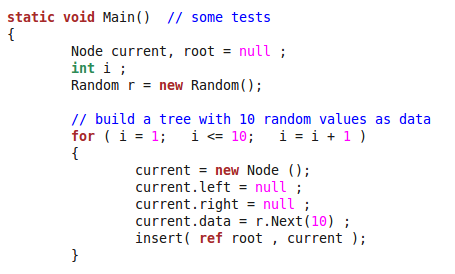 static void Main()  // some tests
{
        Node current, root = null ;
        int i ;
        Random r = new Random();

        // build a tree with 10 random values as data
        for ( i = 1;   i <= 10;   i = i + 1 )
        {
                current = new Node ();
                current.left = null ;
                current.right = null ;
                current.data = r.Next(10) ;
                insert( ref root , current );
        }